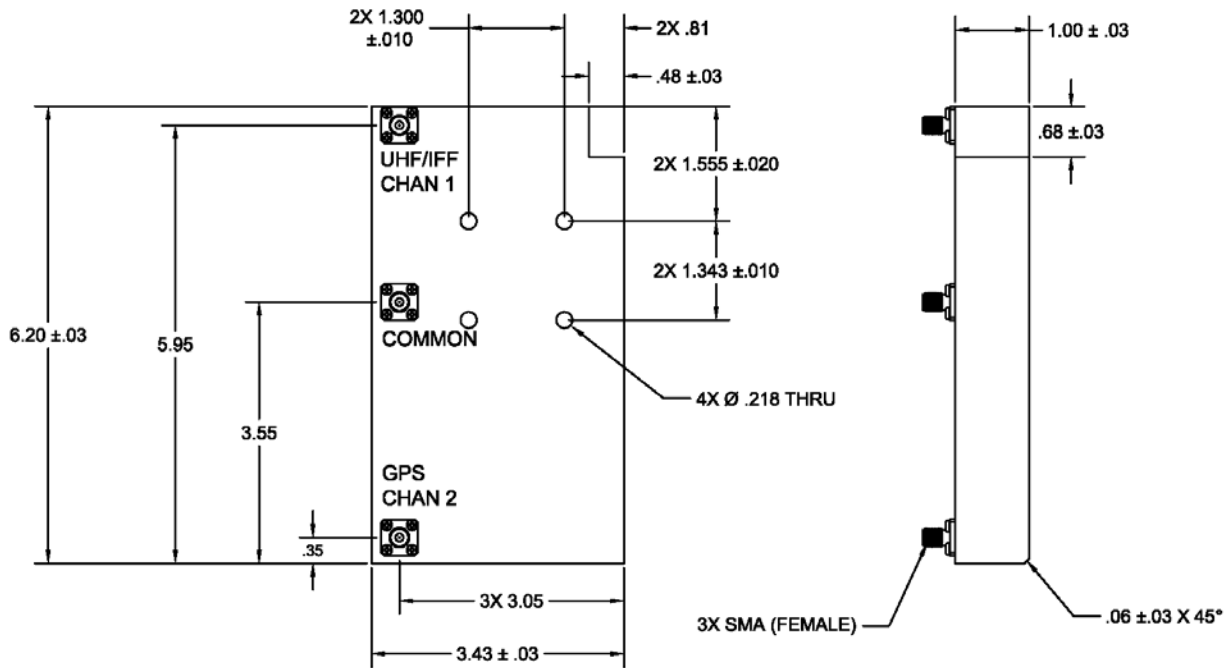 2X 1.300
±.010
2X .81
1.00 ± .03
.48 ±.03
.68 ±.03
UHF/IFF
CHAN 1
2X 1.555 ±.020
2X 1.343 ±.010
6.20 ±.03
5.95
COMMON
4X Ø .218 THRU
3.55
GPS
CHAN 2
.35
3X 3.05
3X SMA (FEMALE)
.06 ±.03 X 45°
3.43 ± .03